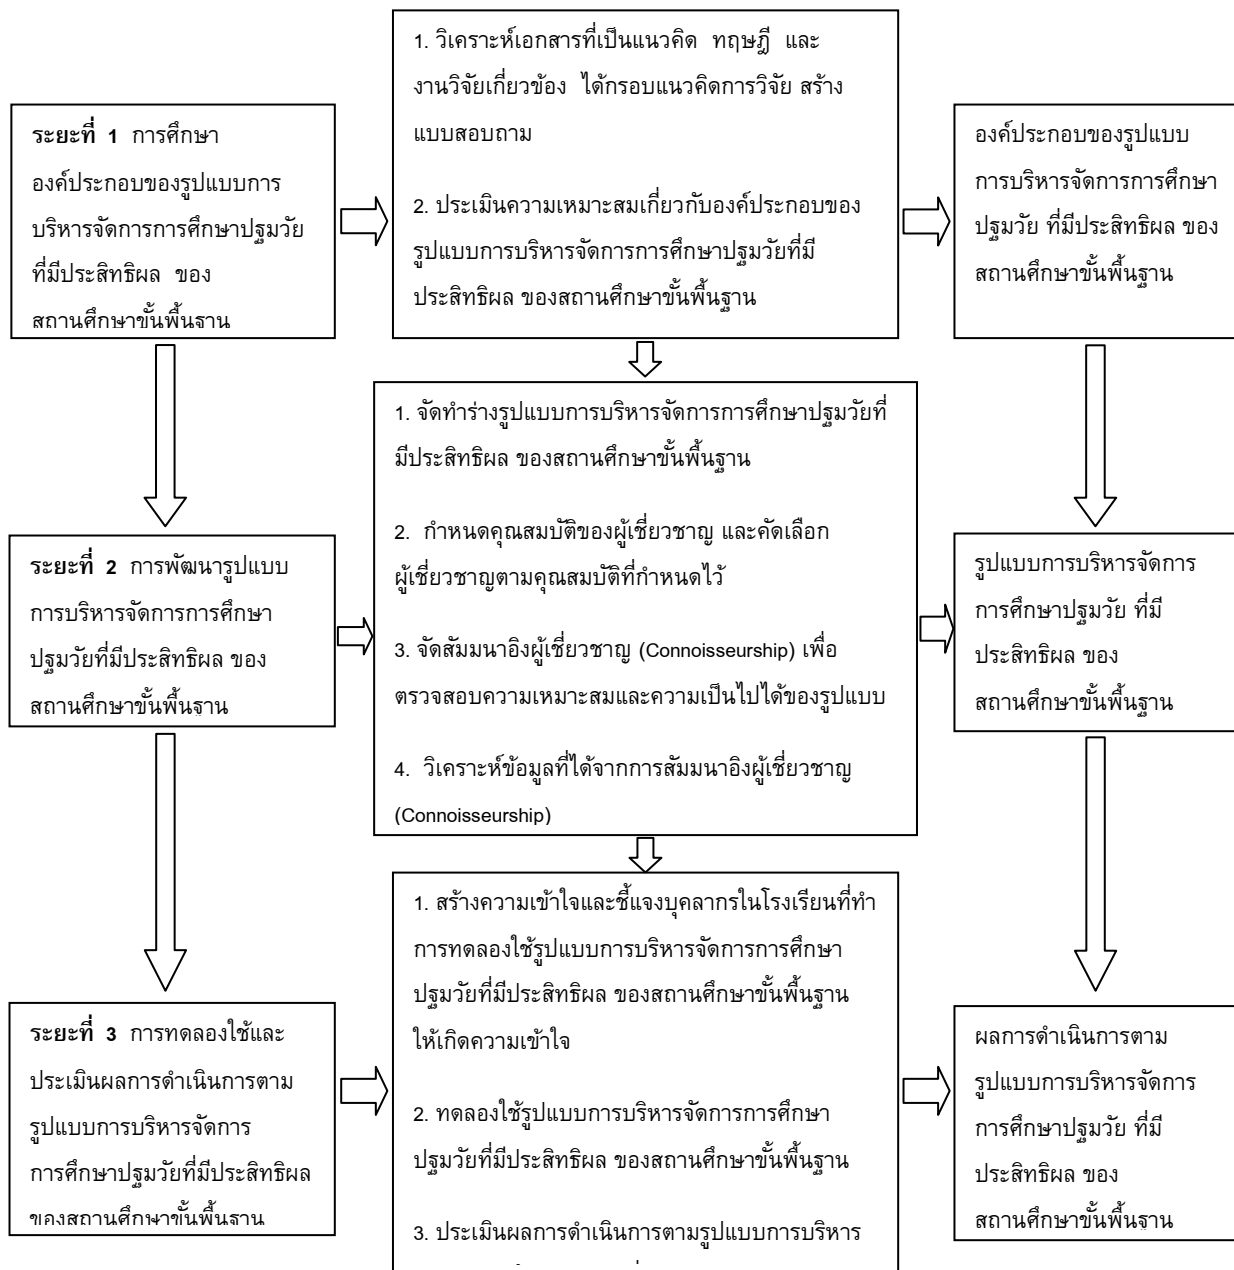 ระยะที่ 1 การศึกษา
องค์ประกอบของรูปแบบการ
บริหารจัดการการศึกษาปฐมวัย
ที่มีประสิทธิผล ของ
สถานศึกษาขั้นพื้นฐาน
1. วิเคราะห์เอกสารที่เป็นแนวคิด ทฤษฎี และ
งานวิจัยเกี่ยวข้อง ได้กรอบแนวคิดการวิจัย สร้าง
แบบสอบถาม
2. ประเมินความเหมาะสมเกี่ยวกับองค์ประกอบของ
รูปแบบการบริหารจัดการการศึกษาปฐมวัยที่มี
ประสิทธิผล ของสถานศึกษาขั้นพื้นฐาน
องค์ประกอบของรูปแบบ
การบริหารจัดการการศึกษา
ปฐมวัย ที่มีประสิทธิผล ของ
สถานศึกษาขั้นพื้นฐาน
ระยะที่ 2 การพัฒนารูปแบบ
การบริหารจัดการการศึกษา
ปฐมวัยที่มีประสิทธิผล ของ
สถานศึกษาขั้นพื้นฐาน
1. จัดทำร่างรูปแบบการบริหารจัดการการศึกษาปฐมวัยที่
มีประสิทธิผล ของสถานศึกษาขั้นพื้นฐาน
2. กำหนดคุณสมบัติของผู้เชี่ยวชาญ และคัดเลือก
ผู้เชี่ยวชาญตามคุณสมบัติที่กำหนดไว้
3. จัดสัมมนาอิงผู้เชี่ยวชาญ (Connoisseurship) เพื่อ
ตรวจสอบความเหมาะสมและความเป็นไปได้ของรูปแบบ
4. วิเคราะห์ข้อมูลที่ได้จากการสัมมนาอิงผู้เชี่ยวชาญ
(Connoisseurship)
รูปแบบการบริหารจัดการ
การศึกษาปฐมวัย ที่มี
ประสิทธิผล ของ
สถานศึกษาขั้นพื้นฐาน
ระยะที่ 3 การทดลองใช้และ
ประเมินผลการดำเนินการตาม
รูปแบบการบริหารจัดการ
การศึกษาปฐมวัยที่มีประสิทธิผล
ของสถานศึกษาขั้นพื้นฐาน
1. สร้างความเข้าใจและชี้แจงบุคลากรในโรงเรียนที่ทำ
การทดลองใช้รูปแบบการบริหารจัดการการศึกษา
ปฐมวัยที่มีประสิทธิผล ของสถานศึกษาขั้นพื้นฐาน
ให้เกิดความเข้าใจ
2. ทดลองใช้รูปแบบการบริหารจัดการการศึกษา
ปฐมวัยที่มีประสิทธิผล ของสถานศึกษาขั้นพื้นฐาน
3. ประเมินผลการดำเนินการตามรูปแบบการบริหาร
ผลการดำเนินการตาม
รูปแบบการบริหารจัดการ
การศึกษาปฐมวัย ที่มี
ประสิทธิผล ของ
สถานศึกษาขั้นพื้นฐาน